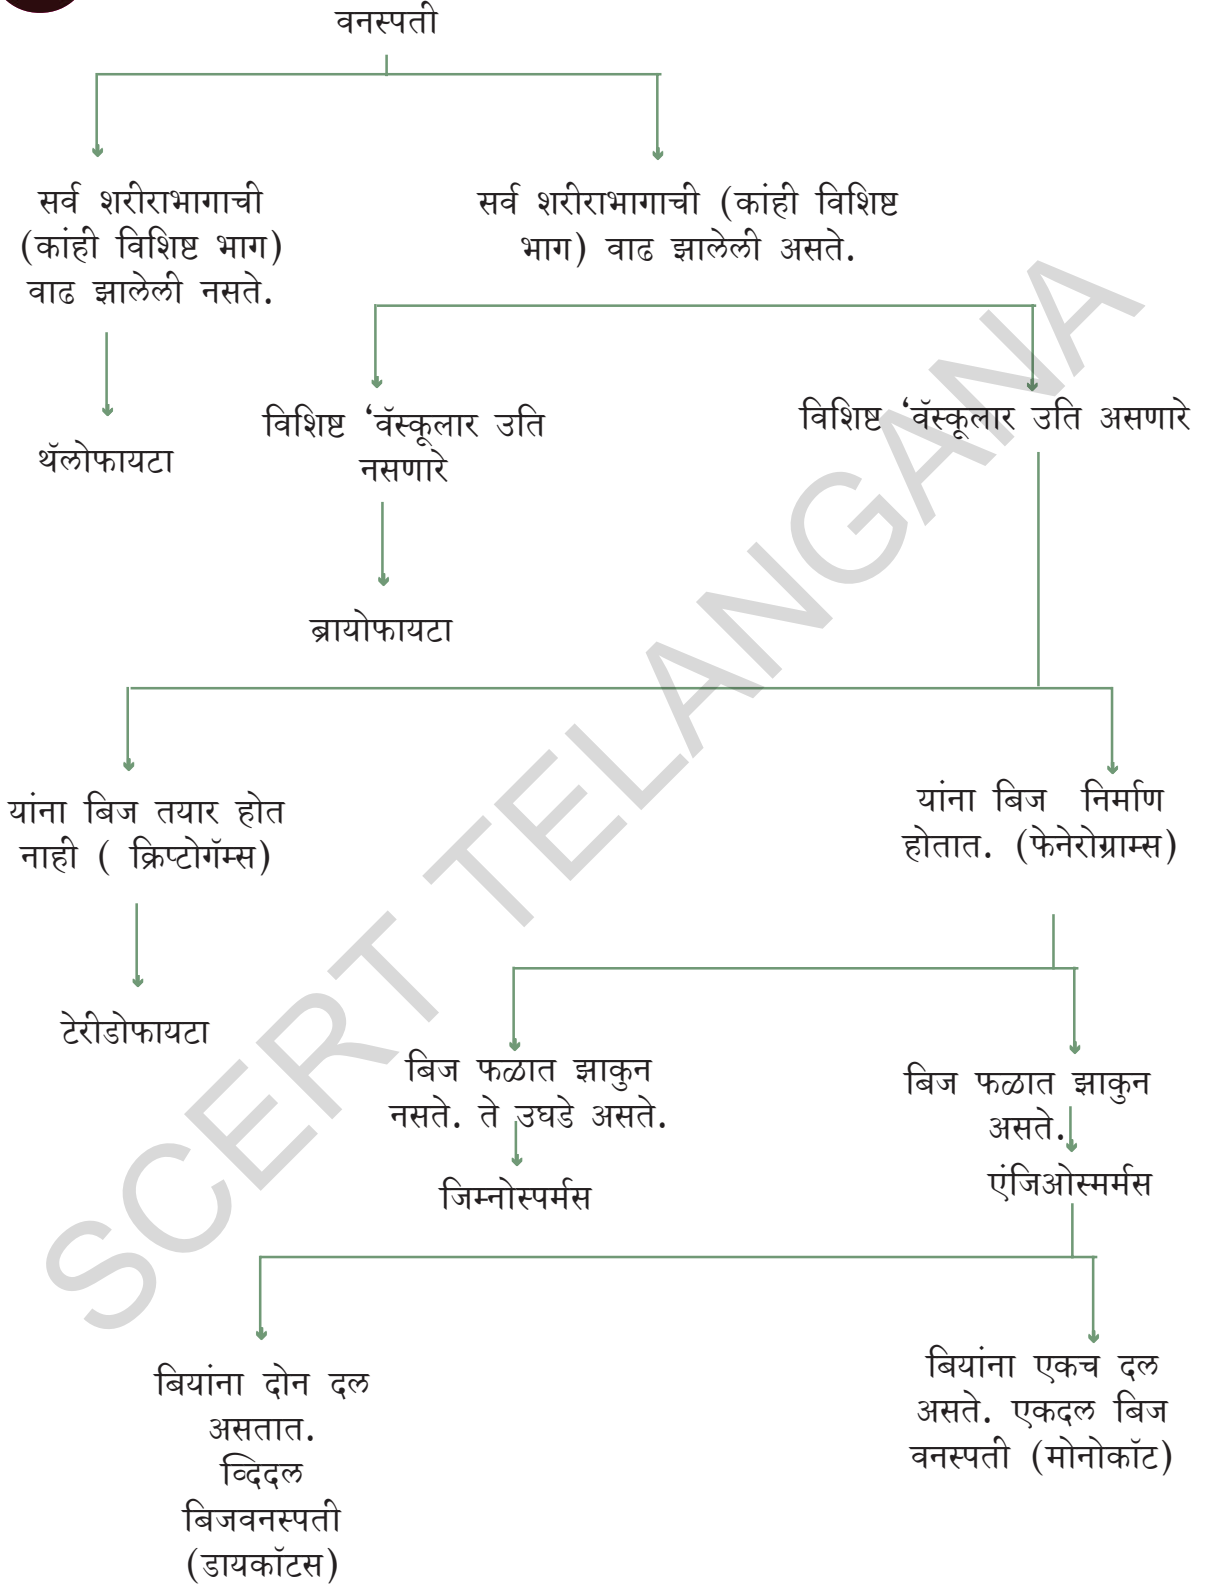 वनस्पती
सर्व शरीराभागाची
(कांही विशिष्ट भाग)
वाढ झालेली नसते.
सर्व शरीराभागाची (कांही विशिष्ट
भाग) वाढ झालेली असते.
थॅलोफायटा
विशिष्ट ‘वॅस्कूलार उति
नसणारे
विशिष्ट ‘वॅस्कूलार उति असणारे
ब्रायोफायटा
यांना बिज तयार होत
नाही ( क्रिप्टोगॅम्स)
यांना बिज निर्माण
होतात. (फेनेरोग्राम्स)
टेरीडोफायटा
बिज फळात झाकुन
नसते. ते उघडे असते.
बिज फळात झाकुन
असते.
जिम्नोस्पर्मस
एंजिओस्मर्मस
बियांना दोन दल
असतात.
व्दिदल
बिजवनस्पती
(डायकॉटस)
बियांना एकच दल
असते. एकदल बिज
वनस्पती (मोनोकॉट)
SCERT TELANGANA